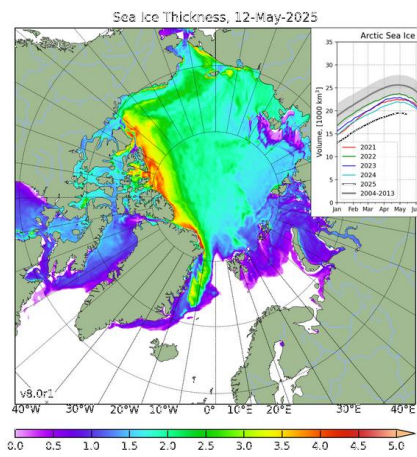 Sea Ice Thickness, 12-May-2025
Arctic Sea Ice
Volume, [1000 km³]
35
30
25
20
15
10
5
0
2021
2022
2023
2024
2025
2004-2013
Jan Feb Mar Apr May Ju
v8.0r1
40°W 30°W 20°W 10°W 0°E 10°E 20°E 30°E 40°E
0.0 0.5 1.0 1.5 2.0 2.5 3.0 3.5 4.0 4.5 5.0